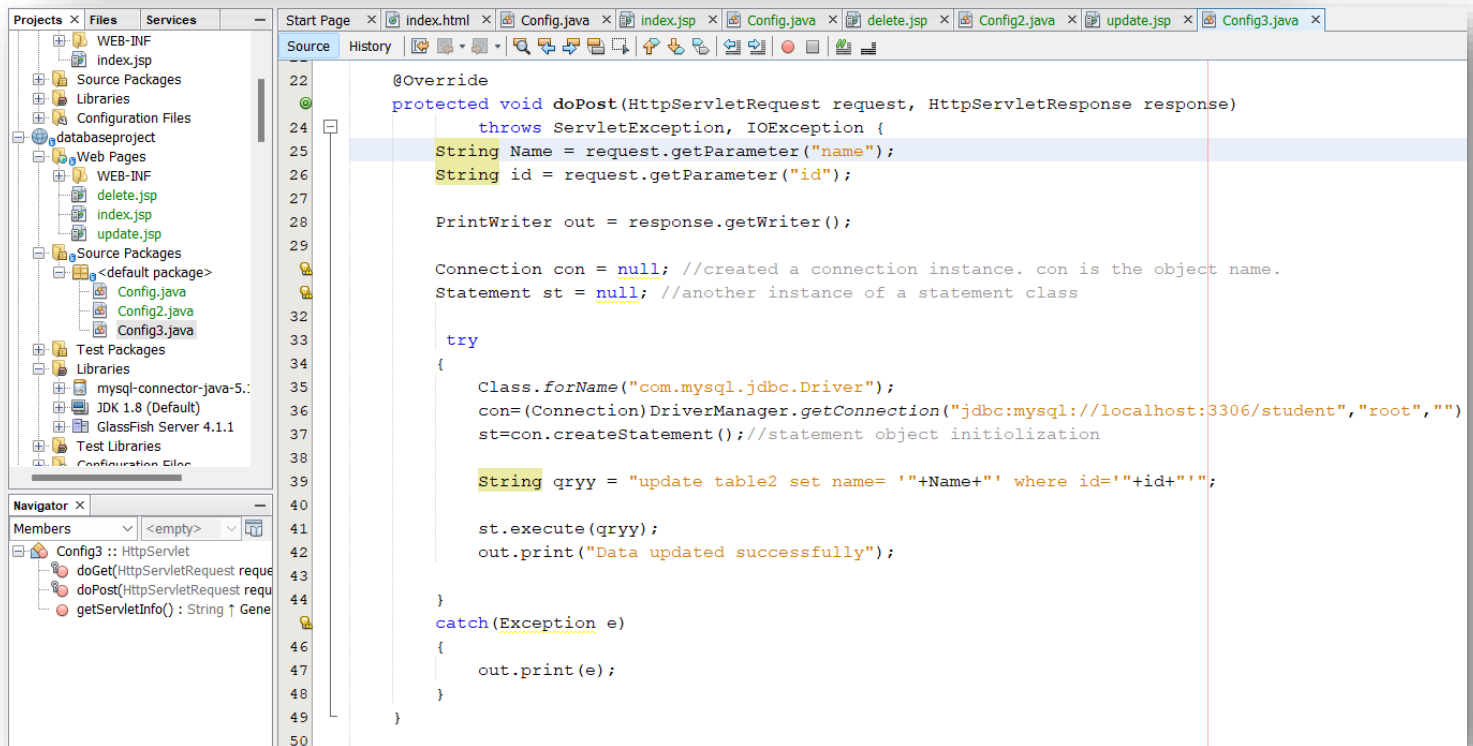 Projects × Files Services
WEB-INF
index.jsp
Source Packages
Libraries
Configuration Files
databaseproject
Web Pages
WEB-INF
delete.jsp
index.jsp
update.jsp
Source Packages
<default package>
Config.java
Config2.java
Config3.java
Test Packages
Libraries
mysql-connector-java-5.:
JDK 1.8 (Default)
GlassFish Server 4.1.1
Test Libraries
Configuration Files
Navigator ×
Members <empty>
Config3 :: HttpServlet
doGet(HttpServletRequest reque
doPost(HttpServletRequest requ
getServletInfo() : String ↑ Gene
Start Page × index.html × Config.java × index.jsp × Config.java × delete.jsp × Config2.java × update.jsp × Config3.java ×
Source History
22 @Override
protected void doPost(HttpServletRequest request, HttpServletResponse response)
24 throws ServletException, IOException {
25 String Name = request.getParameter("name");
26 String id = request.getParameter("id");
27
28 PrintWriter out = response.getWriter();
29
Connection con = null; //created a connection instance. con is the object name.
Statement st = null; //another instance of a statement class
32
33 try
34 {
35 Class.forName("com.mysql.jdbc.Driver");
36 con=(Connection)DriverManager.getConnection("jdbc:mysql://localhost:3306/student","root","")
37 st=con.createStatement();//statement object initiolization
38
39 String qryy = "update table2 set name= '"+Name+"' where id='"+id+"'";
40
41 st.execute(qryy);
42 out.print("Data updated successfully");
43
44 }
catch(Exception e)
46 {
47 out.print(e);
48 }
49 }
50